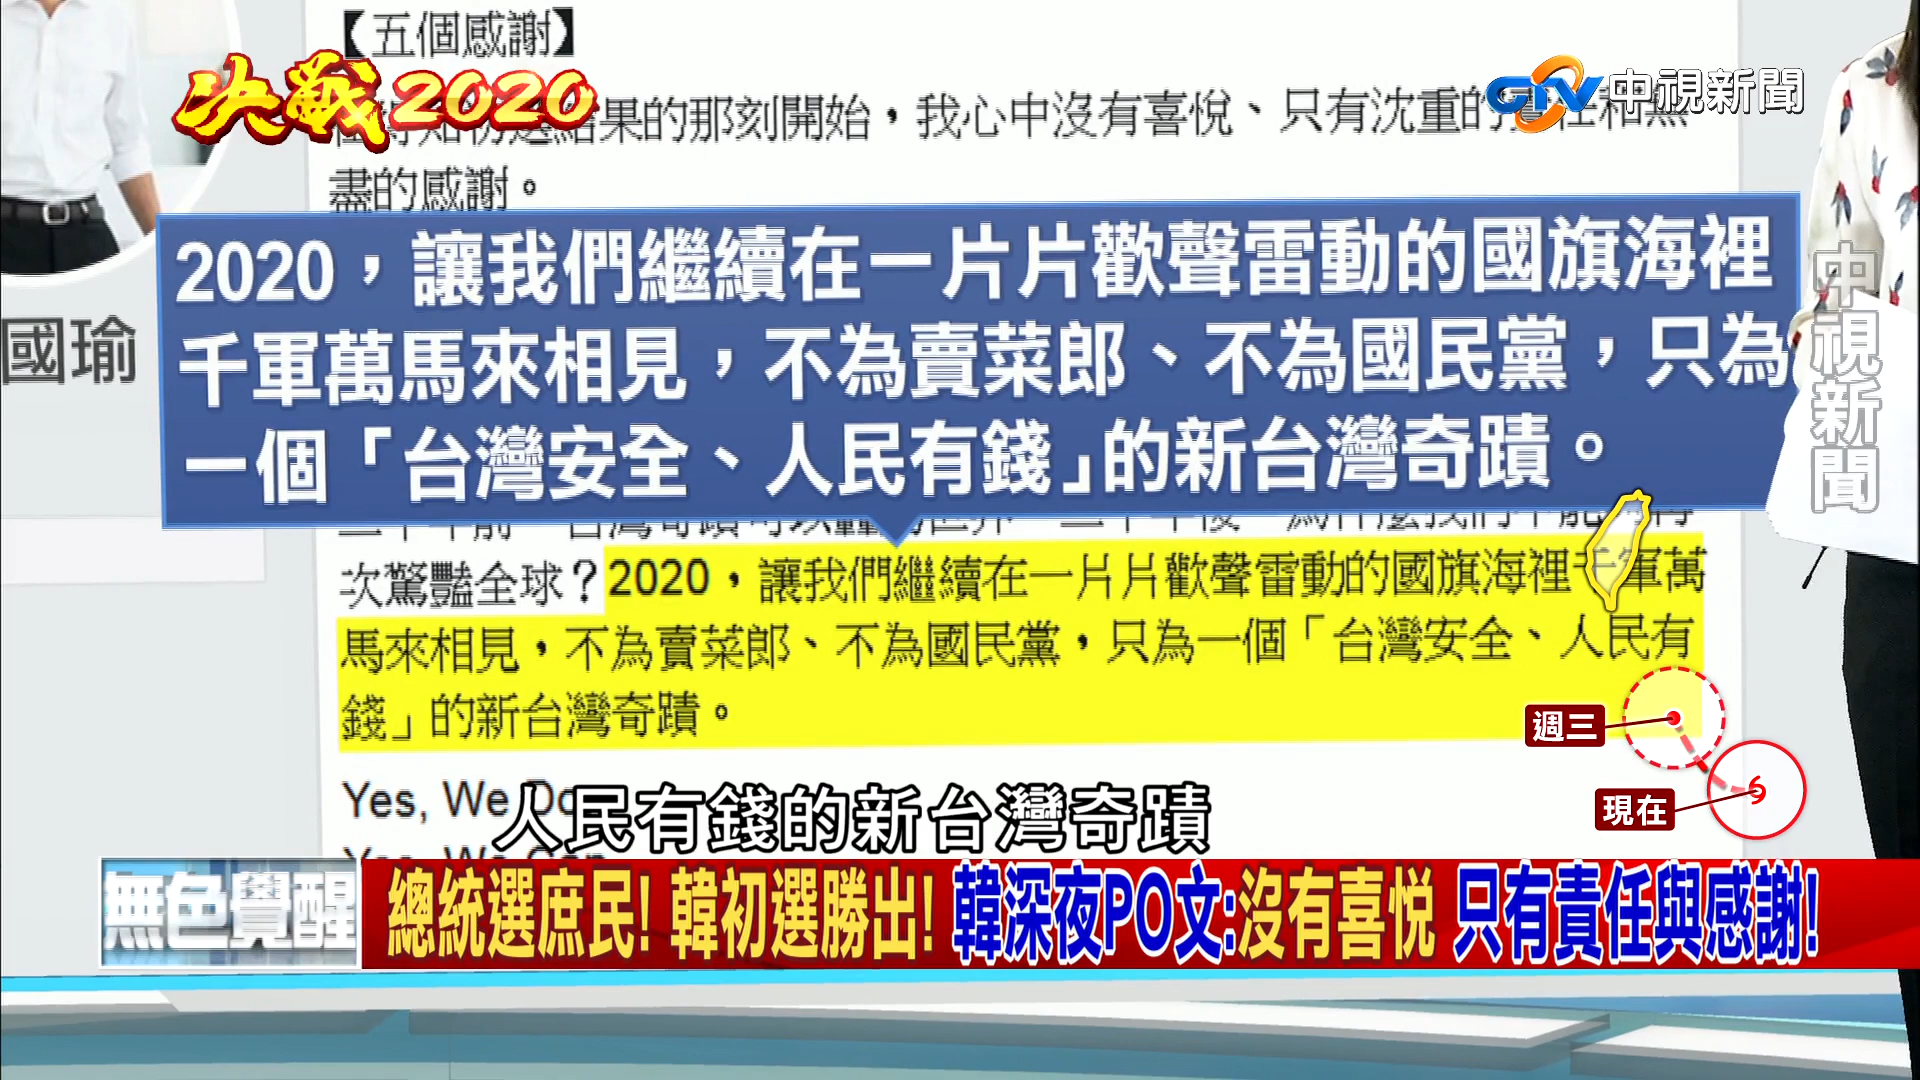 【五個感謝】
決戰2020
CTV中視新聞
果的那刻開始，我心中沒有喜悅、只有沈重的責任和無
盡的感謝。
2020，讓我們繼續在一片片歡聲雷動的國旗海裡
千軍萬馬來相見，不為賣菜郎、不為國民黨，只為
一個「台灣安全、人民有錢」的新台灣奇蹟。
中視新聞
國瑜
次驚豔全球？2020，讓我們繼續在一片片歡聲雷動的國旗海裡千軍萬
馬來相見，不為賣菜郎、不為國民黨，只為一個「台灣安全、人民有
錢」的新台灣奇蹟。
週三
現在
Yes, We Do
人民有錢的新台灣奇蹟
無色覺醒
總統選庶民! 韓初選勝出! 韓深夜PO文:沒有喜悅 只有責任與感謝!